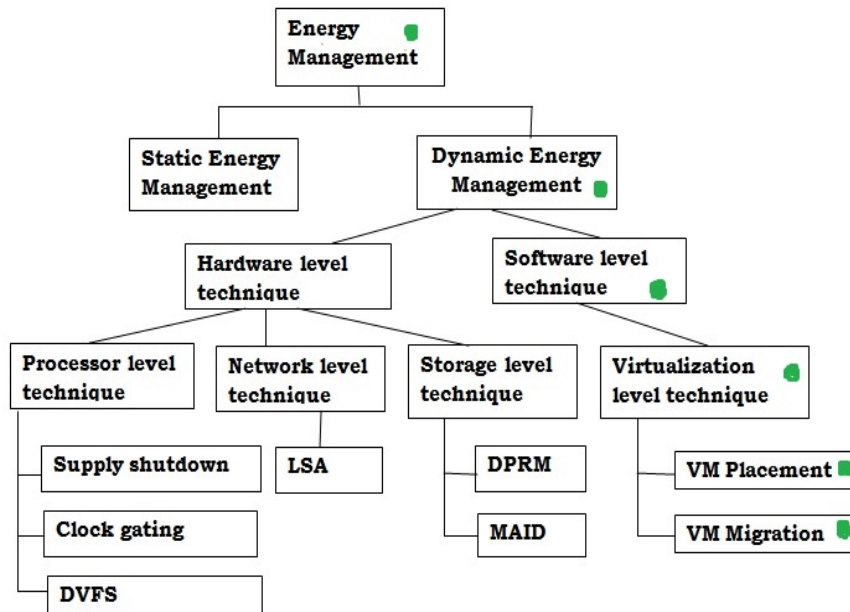 Energy
Management
Static Energy
Management
Dynamic Energy
Management
Hardware level
technique
Software level
technique
Processor level
technique
Network level
technique
Storage level
technique
Virtualization
level technique
Supply shutdown
LSA
DPRM
VM Placement
Clock gating
MAID
VM Migration
DVFS